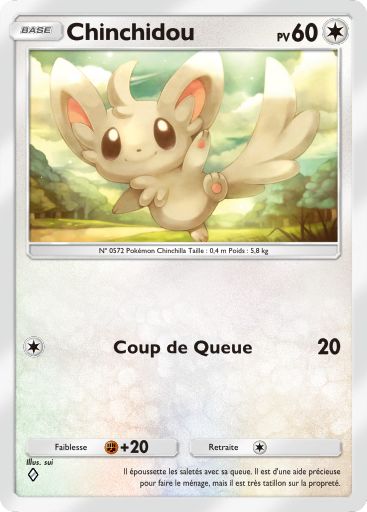 BASE Chinchidou PV 60
N° 0572 Pokémon Chinchilla Taille : 0,4 m Poids : 5,8 kg
Coup de Queue 20
Faiblesse +20 Retraite
Illus. sui
Il époussette les saletés avec sa queue. Il est d'une aide précieuse
pour faire le ménage, mais il est très tatillon sur la propreté.